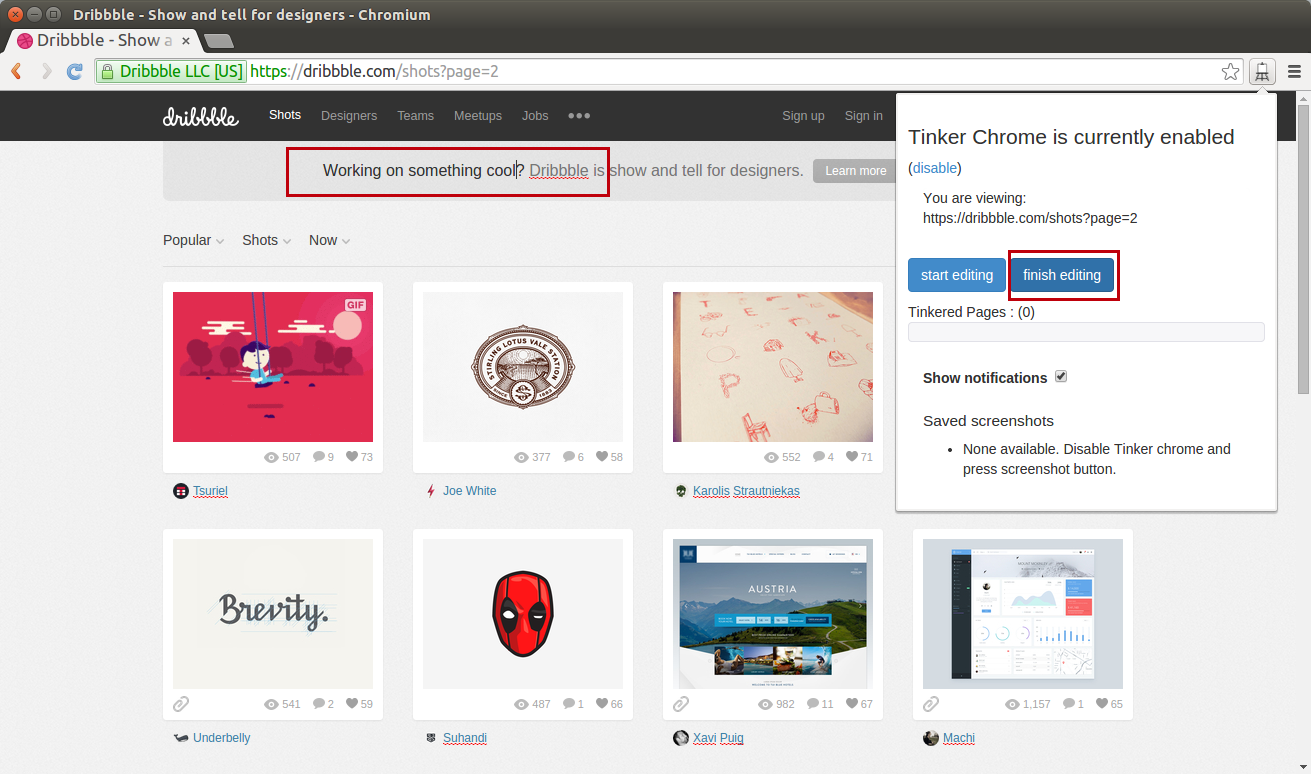 Dribbble - Show and tell for designers - Chromium
Dribbble - Show a
Dribbble LLC [US] https://dribbble.com/shots?page=2
dribbble Shots Designers Teams Meetups Jobs Sign up Sign in
Working on something cool? Dribbble is show and tell for designers. Learn more
Popular Shots Now
GIF
STIRLING LOTUS VALE STATION
507 9 73
377 6 58
552 4 71
Tsuriel
Joe White
Karolis Strautniekas
Brevity.
AUSTRIA
541 2 59
487 1 66
982 11 67
1,157 1 65
Underbelly
Suhandi
Xavi Puig
Machi
Tinker Chrome is currently enabled
(disable)
You are viewing:
https://dribbble.com/shots?page=2
start editing finish editing
Tinkered Pages : (0)
Show notifications
Saved screenshots
• None available. Disable Tinker chrome and
press screenshot button.